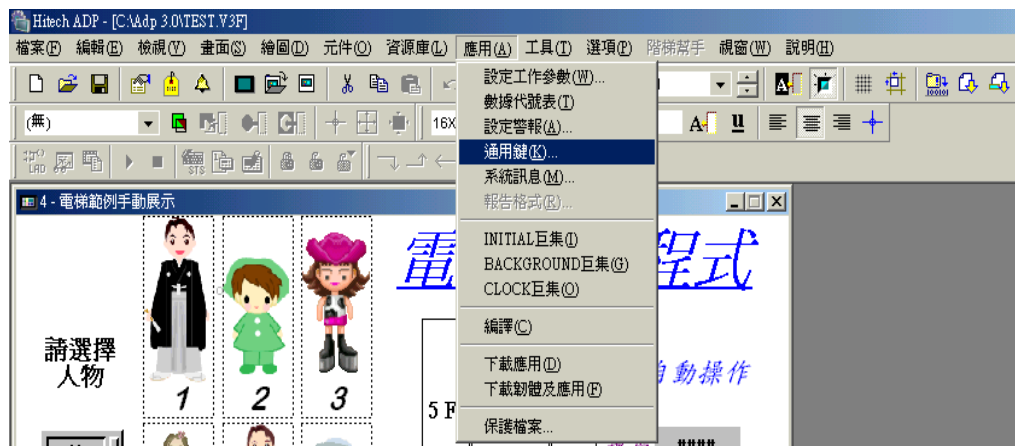 Hitech ADP - [C:\Adp 3.0\TEST.V3F]
檔案(F) 編輯(E) 檢視(V) 畫面(S) 繪圖(D) 元件(O) 資源庫(L) 應用(A) 工具(T) 選項(P) 階梯幫手 視窗(W) 說明(H)
設定工作參數(W)...
數據代號表(T)
(無)
16X
設定警報(A)...
通用鍵(K)...
系統訊息(M)...
報告格式(R)...
4 - 電梯範例手動展示
INITIAL巨集(I)
BACKGROUND巨集(G)
CLOCK巨集(O)
電
程式
編譯(C)
請選擇
人物
下載應用(D)
自動操作
下載韌體及應用(F)
1 2 3
5 F
保護檔案...
####